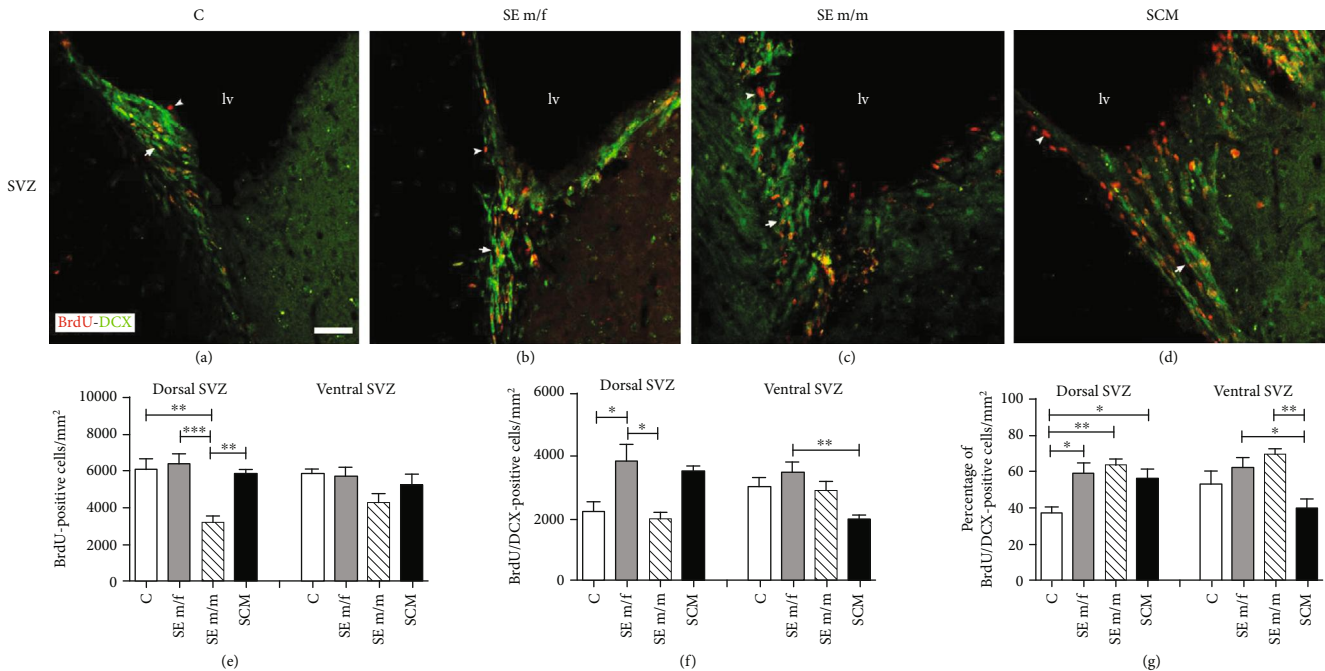 C
SE m/f
SE m/m
SCM
SVZ
lv
lv
lv
lv
BrdU-DCX
(a)
(b)
(c)
(d)
Dorsal SVZ
Ventral SVZ
BrdU-positive cells/mm²
10000
8000
6000
4000
2000
0
**
***
**
C
SE m/f
SE m/m
SCM
C
SE m/f
SE m/m
SCM
(e)
Dorsal SVZ
Ventral SVZ
BrdU/DCX-positive cells/mm²
6000
4000
2000
0
*
*
**
C
SE m/f
SE m/m
SCM
C
SE m/f
SE m/m
SCM
(f)
Dorsal SVZ
Ventral SVZ
Percentage of
BrdU/DCX-positive cells/mm²
100
80
60
40
20
0
*
**
*
**
*
C
SE m/f
SE m/m
SCM
C
SE m/f
SE m/m
SCM
(g)